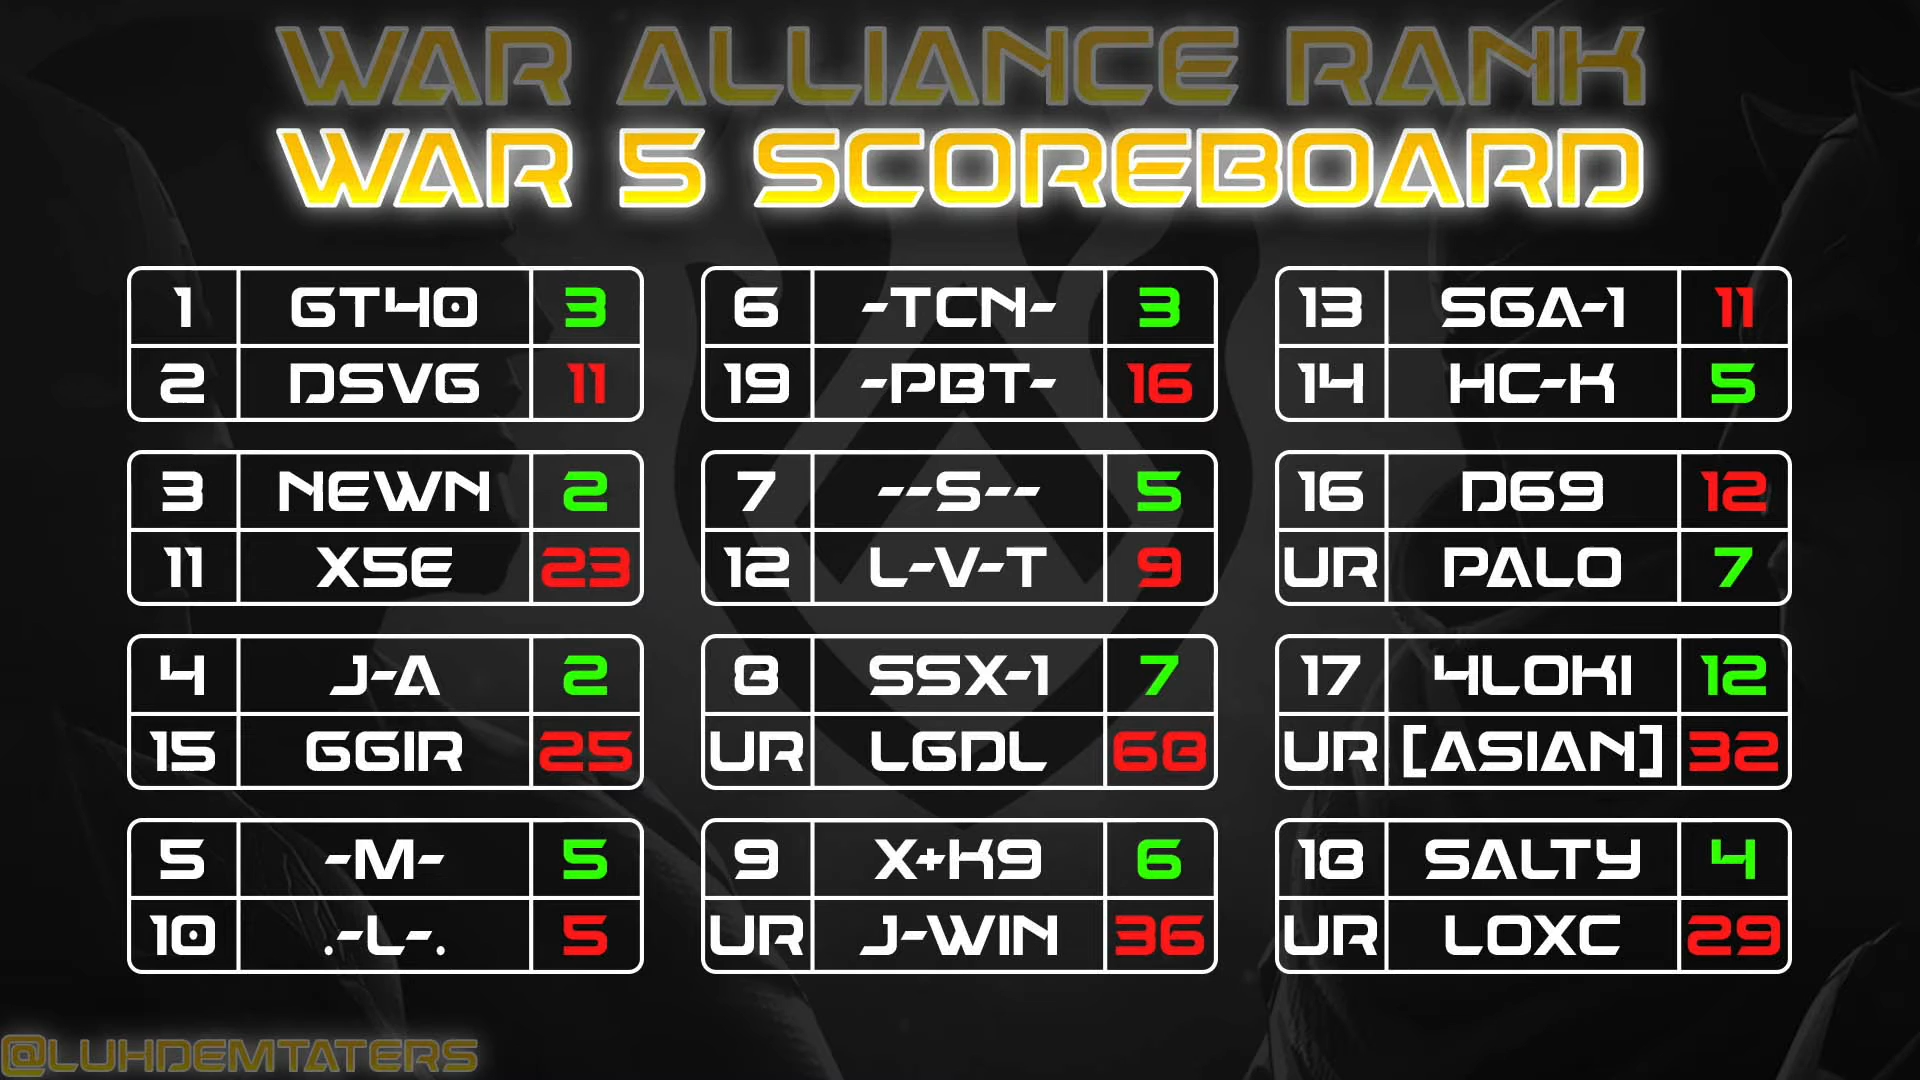 WAR ALLIANCE RANK
WAR 5 SCOREBOARD
1 GT40 3
2 DSVG 11
3 NEWN 2
11 X5E 23
4 J-A 2
15 GGIR 25
5 -M- 5
10 .-L-. 5
6 -TCN- 3
19 -PBT- 16
7 --S-- 5
12 L-V-T 9
8 SSX-1 7
UR LGDL 68
9 X+K9 6
UR J-WIN 36
13 SGA-1 11
14 HC-K 5
16 D69 12
UR PALO 7
17 4LOKI 12
UR [ASIAN] 32
18 SALTY 4
UR LOXC 29
@LUHDEMTATERS